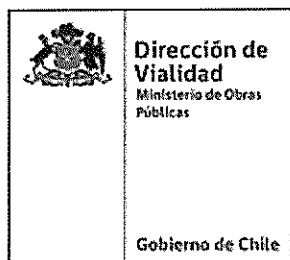 Dirección de
Vialidad
Ministerio de Obras
Públicas
Gobierno de Chile